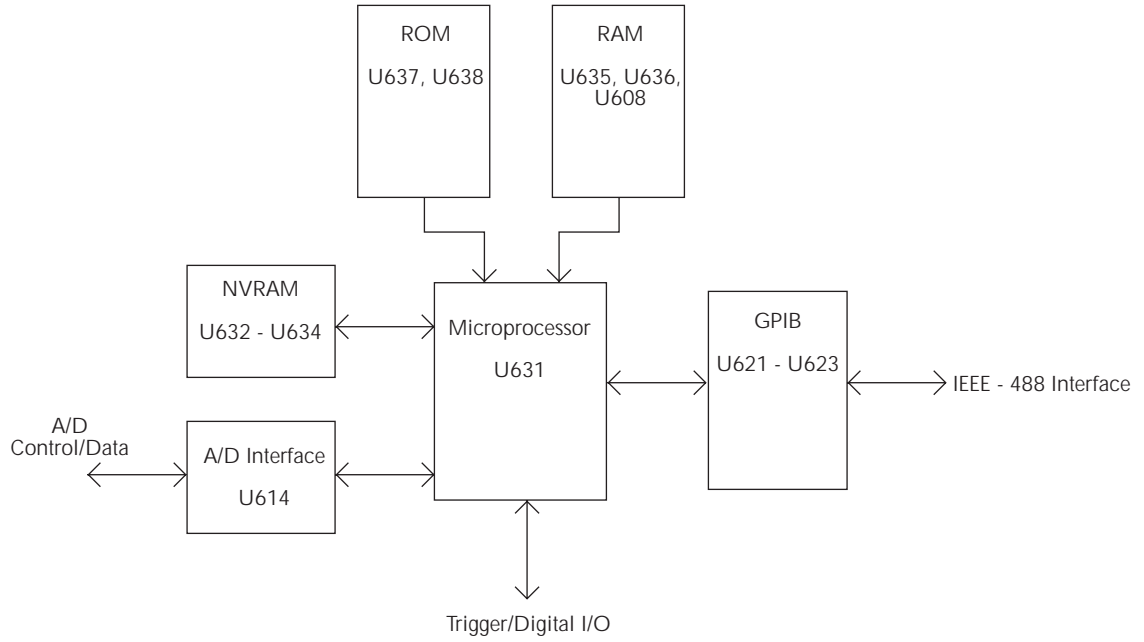 ROM
U637, U638
RAM
U635, U636,
U608
NVRAM
U632 - U634
Microprocessor
U631
GPIB
U621 - U623
IEEE - 488 Interface
A/D
Control/Data
A/D Interface
U614
Trigger/Digital I/O